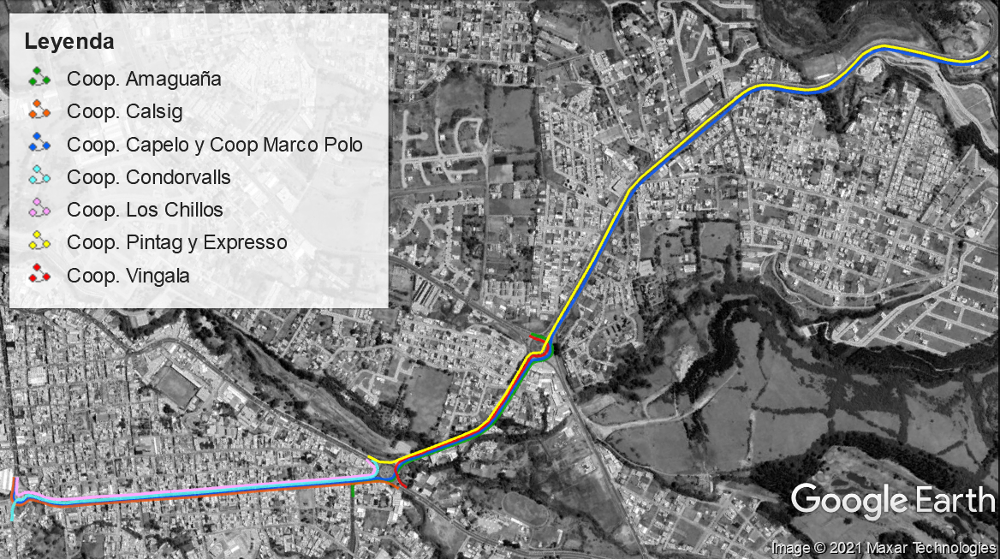 Leyenda
Coop. Amaguaña
Coop. Calsig
Coop. Capelo y Coop Marco Polo
Coop. Condorvalls
Coop. Los Chillos
Coop. Pintag y Expresso
Coop. Vingala
Google Earth
Image © 2021 Maxar Technologies